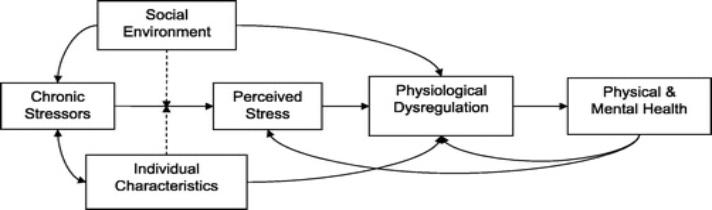 Social
Environment
Chronic
Stressors
Perceived
Stress
Physiological
Dysregulation
Physical &
Mental Health
Individual
Characteristics